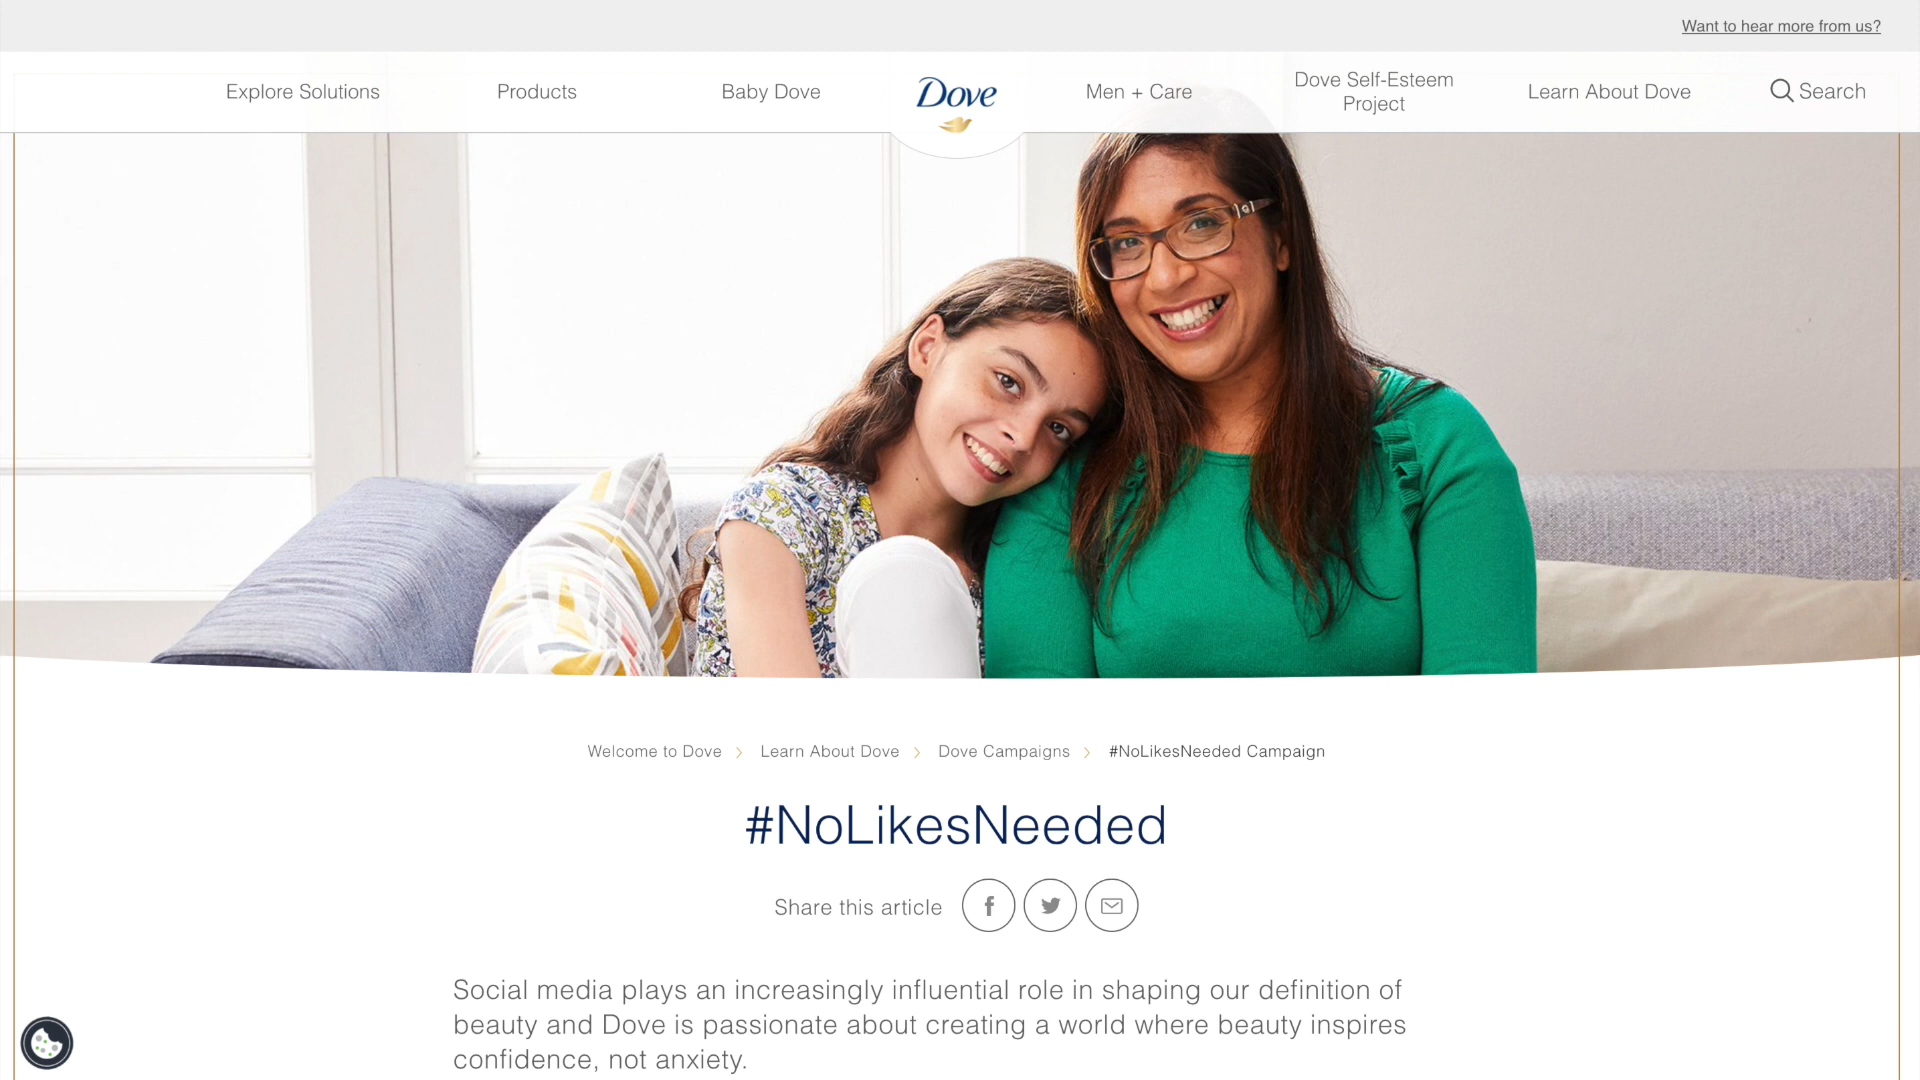 Want to hear more from us?
Explore Solutions
Products
Baby Dove
Dove
Men + Care
Dove Self-Esteem
Project
Learn About Dove
Search
Welcome to Dove
Learn About Dove
Dove Campaigns
#NoLikesNeeded Campaign
#NoLikesNeeded
Share this article
Social media plays an increasingly influential role in shaping our definition of
beauty and Dove is passionate about creating a world where beauty inspires
confidence, not anxiety.